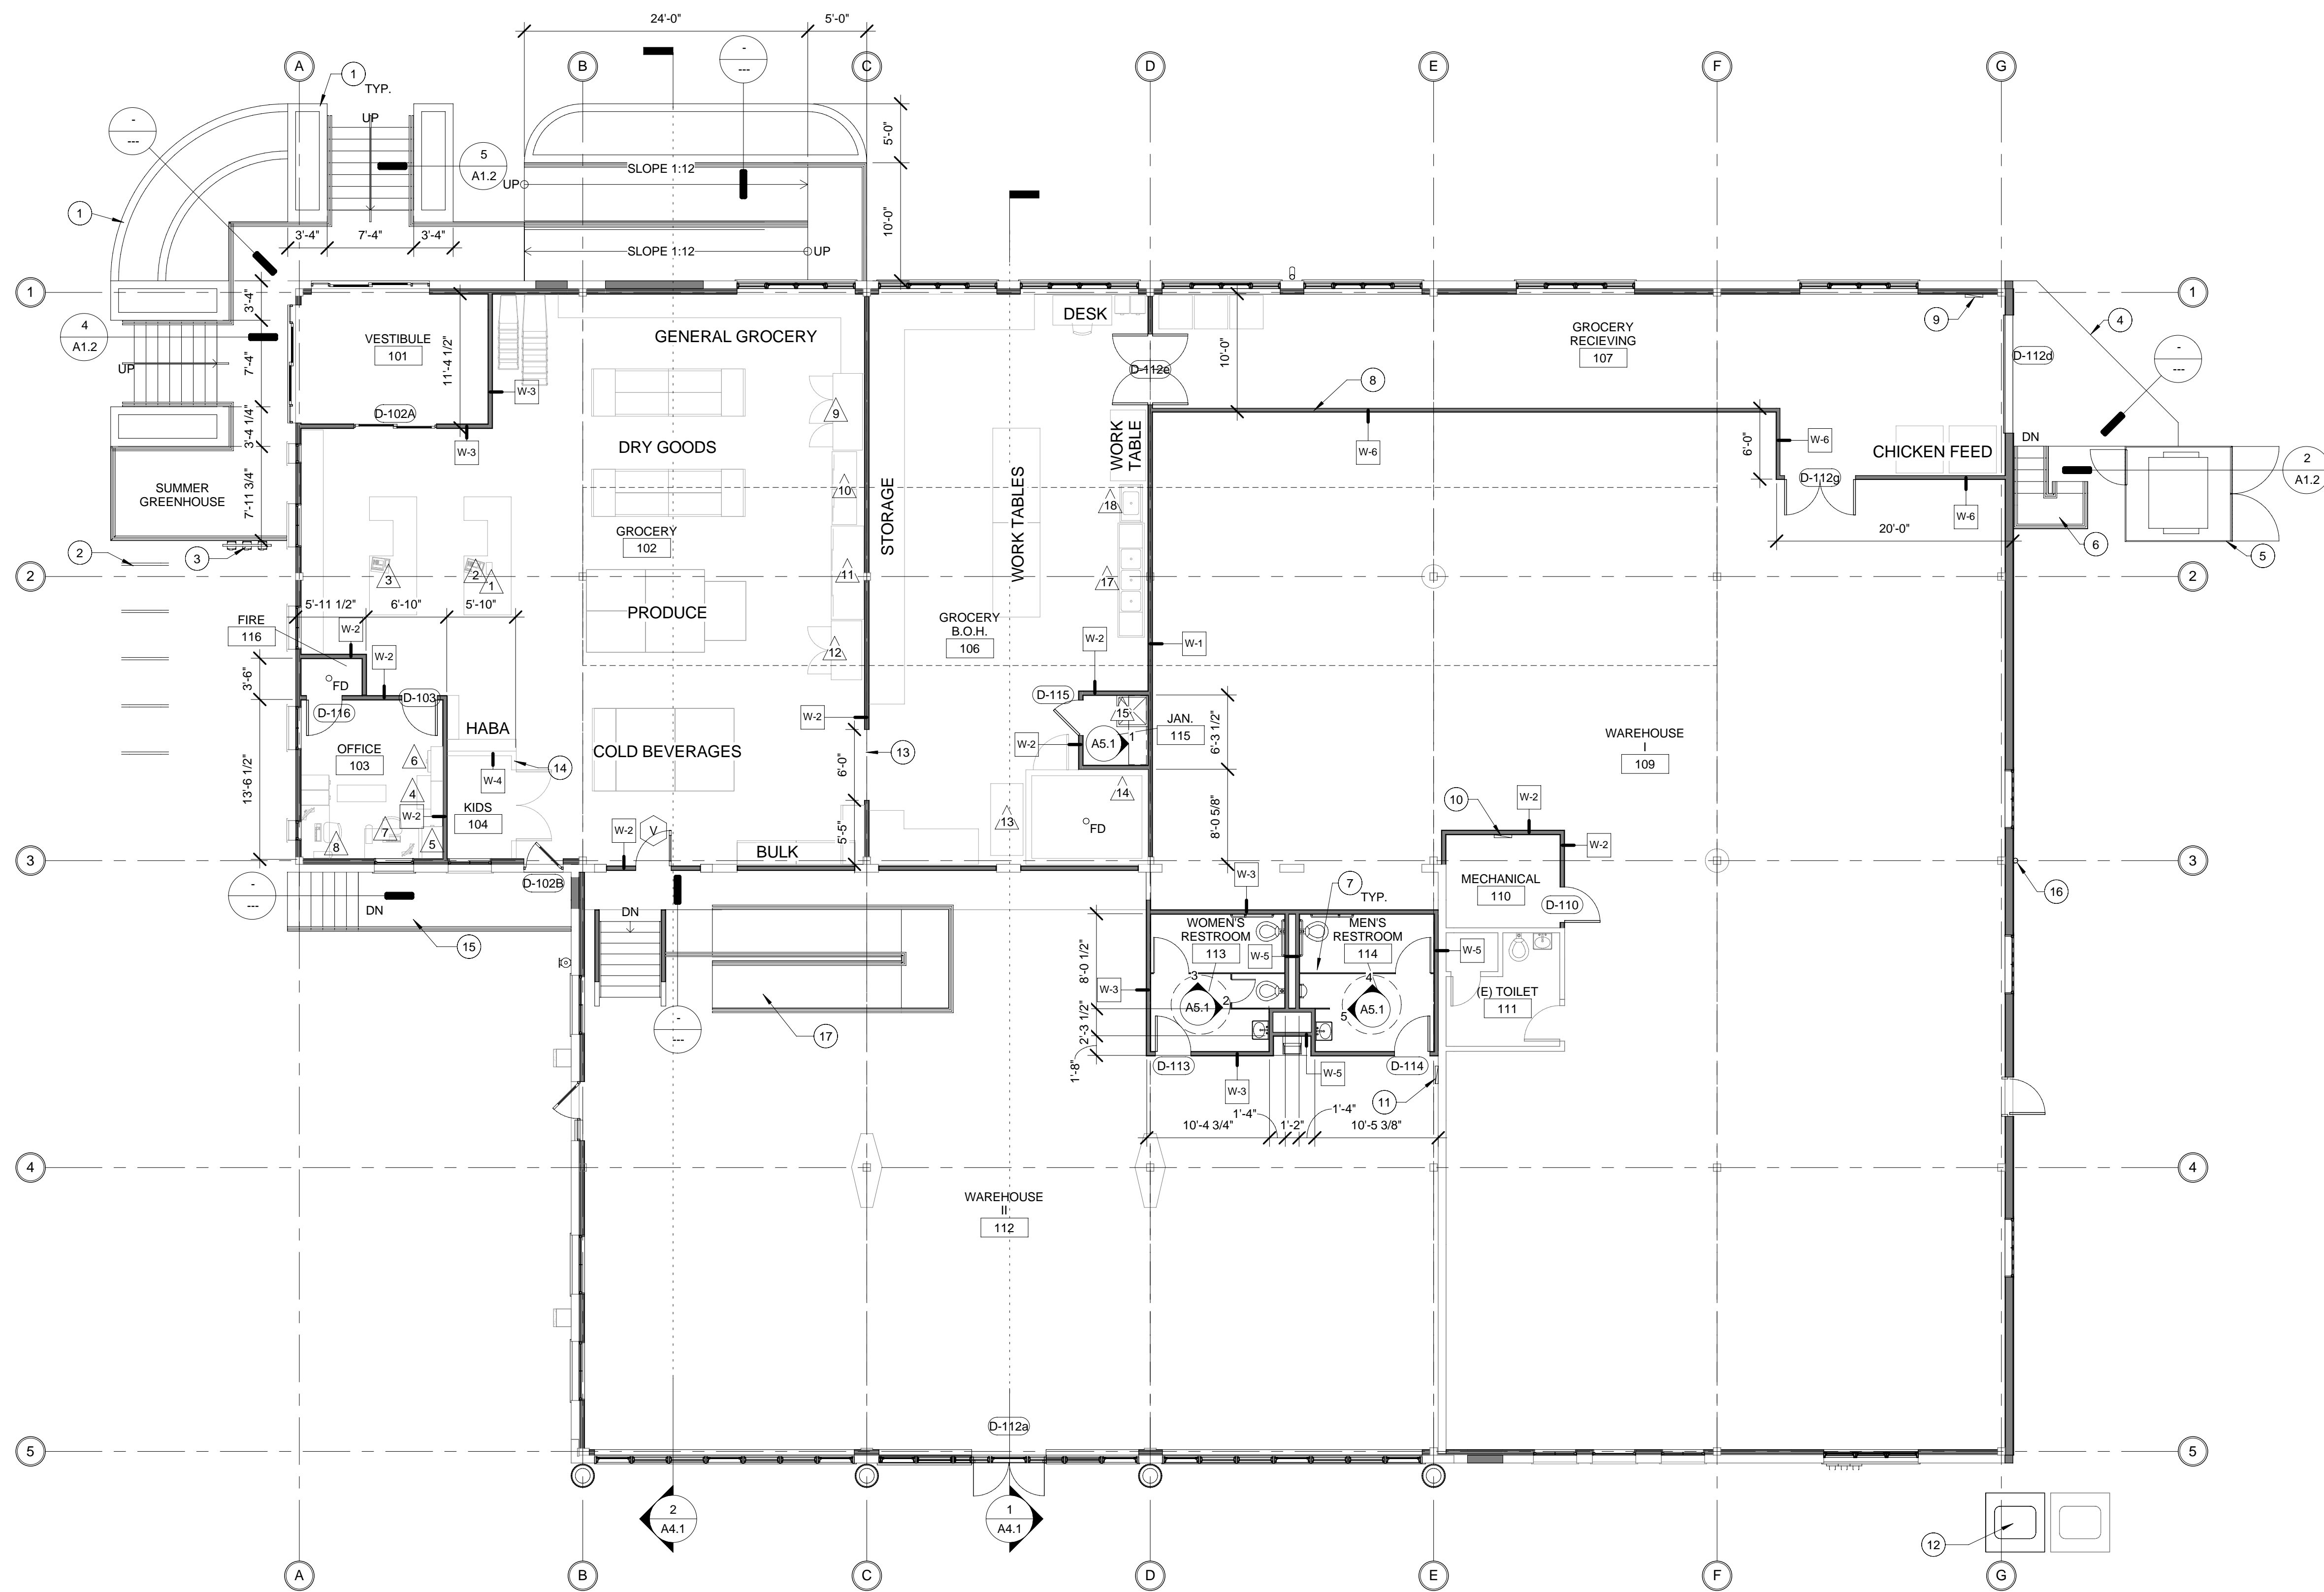 24'-0"
5'-0"
A
B
C
D
E
F
G
-
---
1
TYP.
-
---
UP
5
A1.2
1
UP
SLOPE 1:12
5'-0"
10'-0"
3'-4"
7'-4"
3'-4"
SLOPE 1:12
UP
1
1
3'-4"
4
A1.2
7'-4"
UP
3'-4 1/4"
7'-11 3/4"
VESTIBULE
101
11'-4 1/2"
D-102A
W-3
W-3
GENERAL GROCERY
DESK
D-112e
10'-0"
GROCERY
RECIEVING
107
9
4
D-112d
-
---
8
W-6
6'-0"
W-6
CHICKEN FEED
DN
D-112g
W-6
20'-0"
2
A1.2
6
5
SUMMER
GREENHOUSE
2
3
DRY GOODS
9
10
11
12
STORAGE
WORK TABLES
WORK
TABLE
18
17
GROCERY
102
2
2
3
2
1
5'-11 1/2"
6'-10"
5'-10"
PRODUCE
GROCERY
B.O.H.
106
W-2
W-1
FIRE
116
W-2
W-2
3'-6"
FD
D-116
D-103
13'-6 1/2"
OFFICE
103
6
4
W-2
7
8
5
HABA
W-4
14
KIDS
104
COLD BEVERAGES
W-2
13
6'-0"
5'-5"
D-115
15
W-2
A5.1
1
JAN.
115
6'-3 1/2"
8'-0 5/8"
14
13
FD
WAREHOUSE
I
109
10
W-2
W-2
W-2
V
BULK
3
3
D-102B
-
---
DN
15
DN
17
-
---
W-3
7
TYP.
MECHANICAL
110
D-110
16
WOMEN'S
RESTROOM
113
MEN'S
RESTROOM
114
W-5
W-5
W-3
8'-0 1/2"
2'-3 1/2"
1'-8"
3
A5.1
2
4
A5.1
5
(E) TOILET
111
D-113
D-114
W-3
W-5
11
10'-4 3/4"
1'-4"
1'-2"
1'-4"
10'-5 3/8"
4
4
WAREHOUSE
II
112
D-112a
5
5
2
A4.1
1
A4.1
12
A
B
C
D
E
F
G